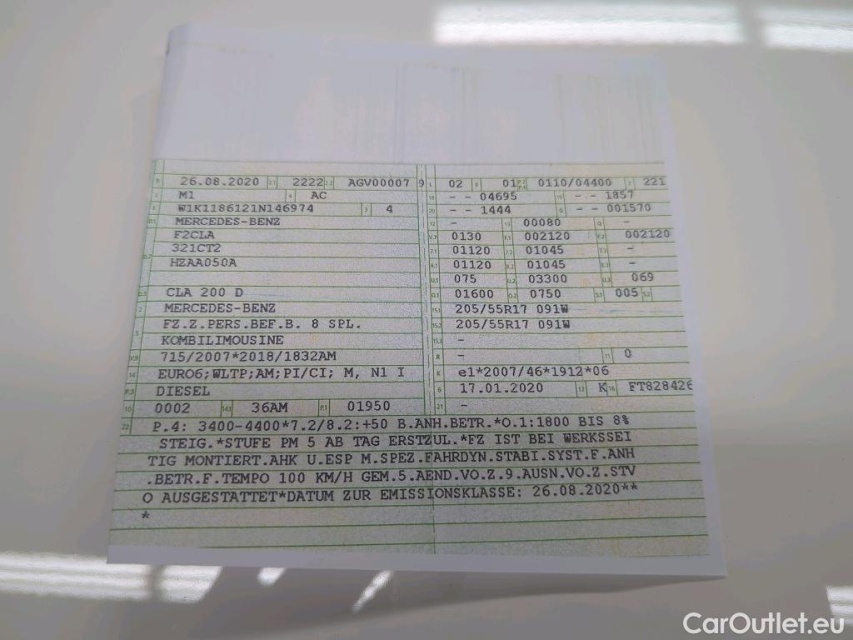 26.08.2020 2222 AGV00007 9 02 01 0110/04400 221
M1 AC - - 04695 - - 1857
W1K1186121N146974 4 - - 1444 - - 001570
MERCEDES-BENZ - 00080 -
F2CLA 0130 002120 002120
321CT2 01120 01045 -
HZAA050A 01120 01045 -
075 03300 069
CLA 200 D 01600 0750 005
MERCEDES-BENZ 205/55R17 091W
FZ.Z.PERS.BEF.B. 8 SPL. 205/55R17 091W
KOMBILIMOUSINE -
715/2007*2018/1832AM - 0
EURO6;WLTP;AM;PI/CI; M, N1 I e1*2007/46*1912*06
DIESEL 17.01.2020 K FT828426
0002 36AM 01950 -
P.4: 3400-4400*7.2/8.2:+50 B.ANH.BETR.*O.1:1800 BIS 8%
STEIG.*STUFE PM 5 AB TAG ERSTZUL.*FZ IST BEI WERKSSEI
TIG MONTIERT.AHK U.ESP M.SPEZ.FAHRDYN.STABI.SYST.F.ANH
.BETR.F.TEMPO 100 KM/H GEM.5.AEND.VO.Z.9.AUSN.VO.Z.STV
O AUSGESTATTET*DATUM ZUR EMISSIONKLASSE: 26.08.2020**
*
CarOutlet.eu